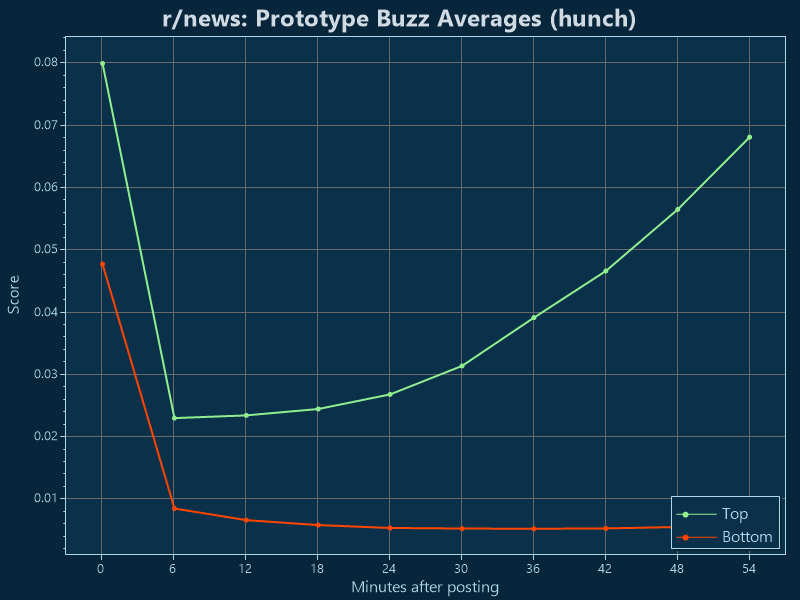 r/news: Prototype Buzz Averages (hunch)
0.08
0.07
0.06
0.05
0.04
0.03
0.02
0.01
Score
0 6 12 18 24 30 36 42 48 54
Minutes after posting
Top
Bottom